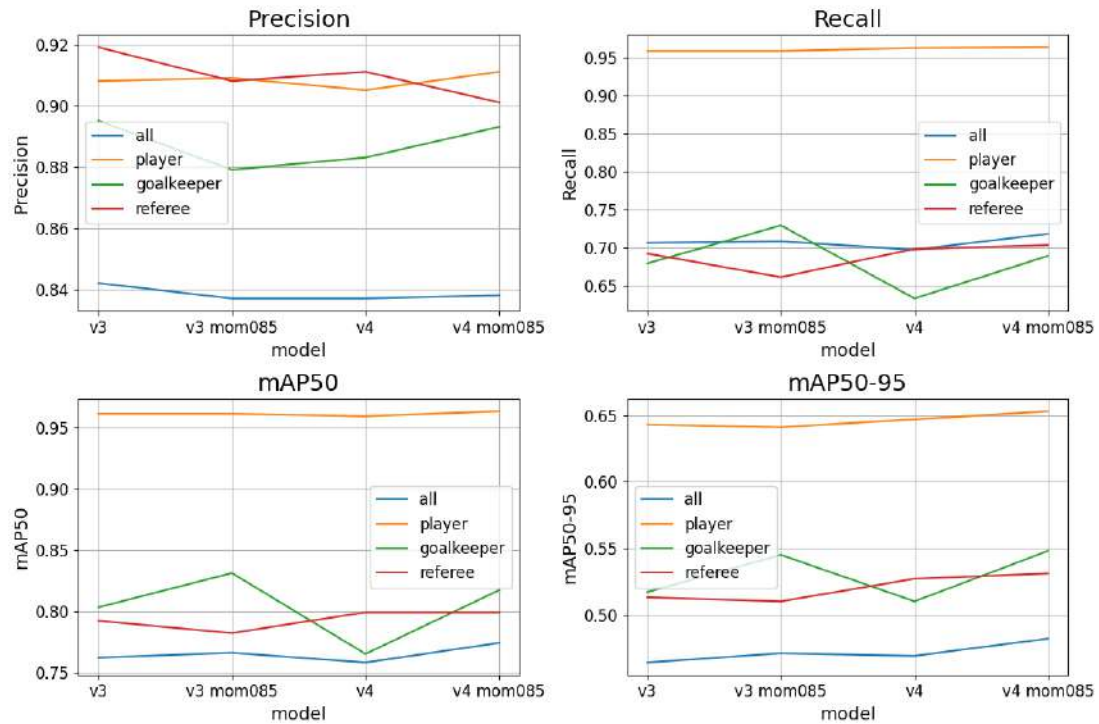 Precision
0.92
0.90
0.88
0.86
0.84
Precision
all
player
goalkeeper
referee
v3
v3 mom085
v4
v4 mom085
model
Recall
0.95
0.90
0.85
0.80
0.75
0.70
0.65
Recall
all
player
goalkeeper
referee
v3
v3 mom085
v4
v4 mom085
model
mAP50
0.95
0.90
0.85
0.80
0.75
mAP50
all
player
goalkeeper
referee
v3
v3 mom085
v4
v4 mom085
model
mAP50-95
0.65
0.60
0.55
0.50
mAP50-95
all
player
goalkeeper
referee
v3
v3 mom085
v4
v4 mom085
model